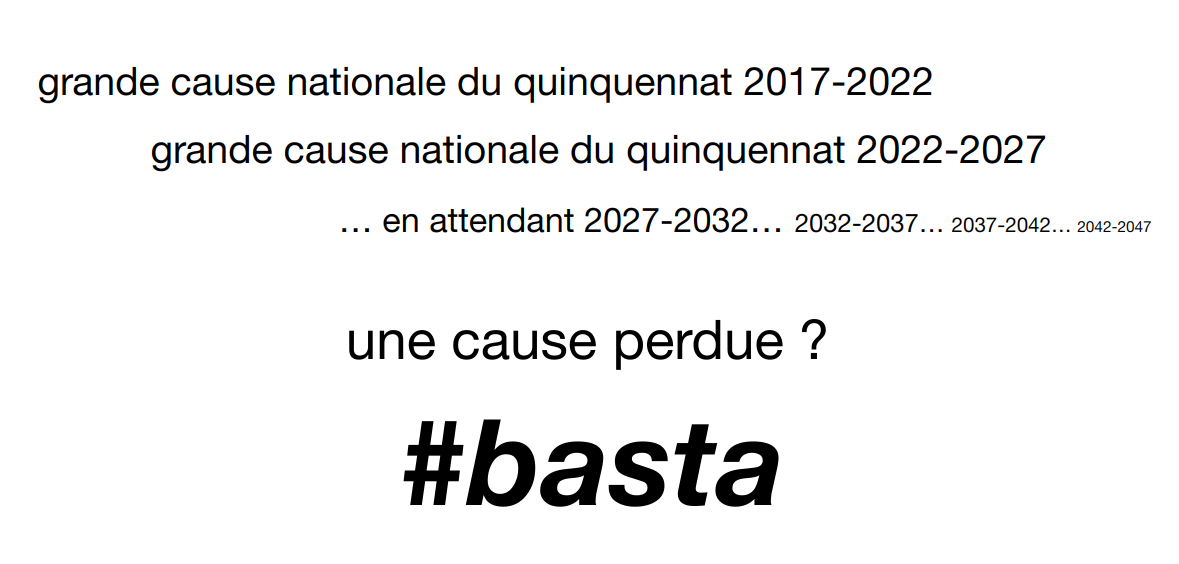 grande cause nationale du quinquennat 2017-2022
grande cause nationale du quinquennat 2022-2027
… en attendant 2027-2032… 2032-2037… 2037-2042… 2042-2047
une cause perdue ?
#basta